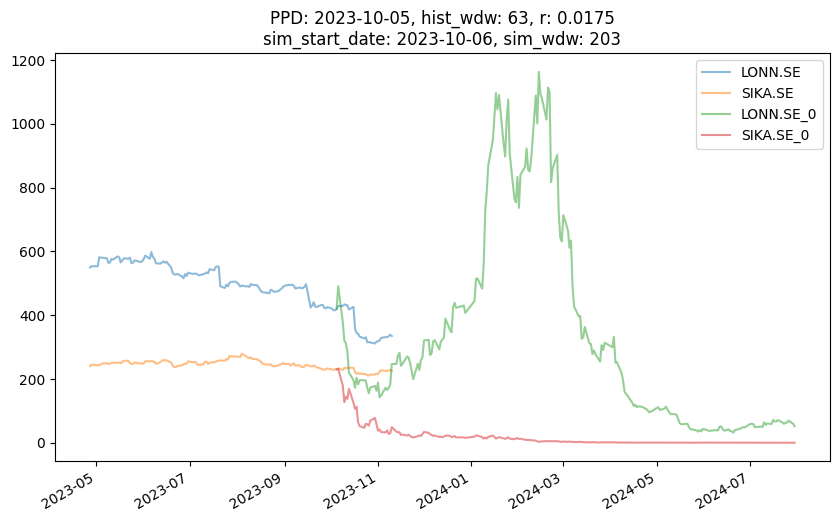 PPD: 2023-10-05, hist_wdw: 63, r: 0.0175
sim_start_date: 2023-10-06, sim_wdw: 203
LONN.SE
SIKA.SE
LONN.SE_0
SIKA.SE_0
1200
1000
800
600
400
200
0
2023-05
2023-07
2023-09
2023-11
2024-01
2024-03
2024-05
2024-07